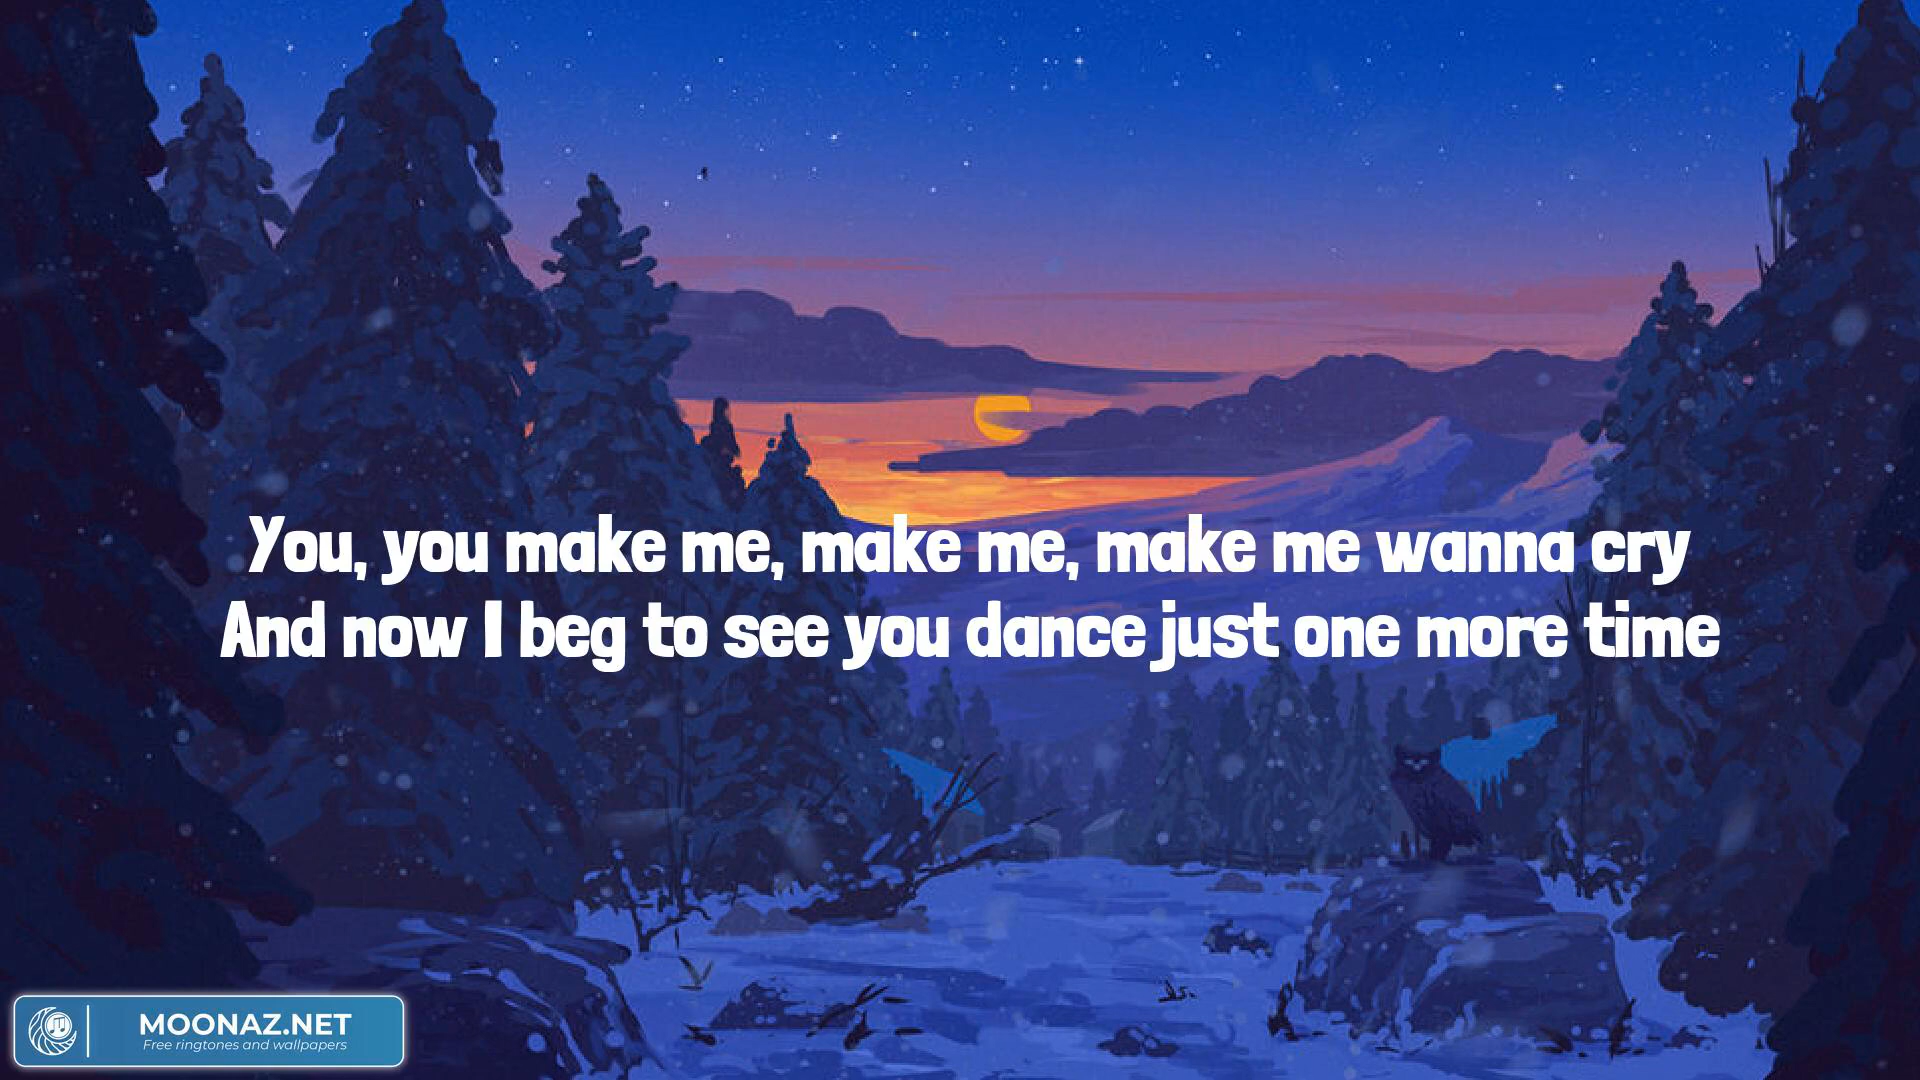 You, you make me, make me, make me wanna cry
And now I beg to see you dance just one more time
MOONAZ.NET
Free ringtones and wallpapers